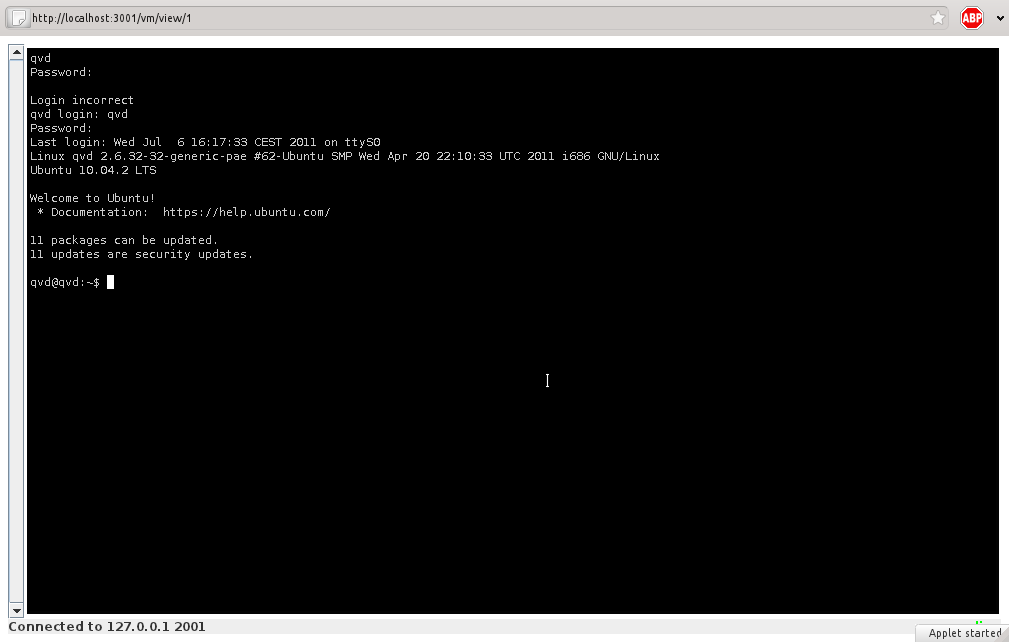 http://localhost:3001/vm/view/1
ABP
qvd
Password:
Login incorrect
qvd login: qvd
Password:
Last login: Wed Jul  6 16:17:33 CEST 2011 on ttyS0
Linux qvd 2.6.32-32-generic-pae #62-Ubuntu SMP Wed Apr 20 22:10:33 UTC 2011 i686 GNU/Linux
Ubuntu 10.04.2 LTS
Welcome to Ubuntu!
 * Documentation:  https://help.ubuntu.com/
11 packages can be updated.
11 updates are security updates.
qvd@qvd:~$
Connected to 127.0.0.1 2001
Applet started